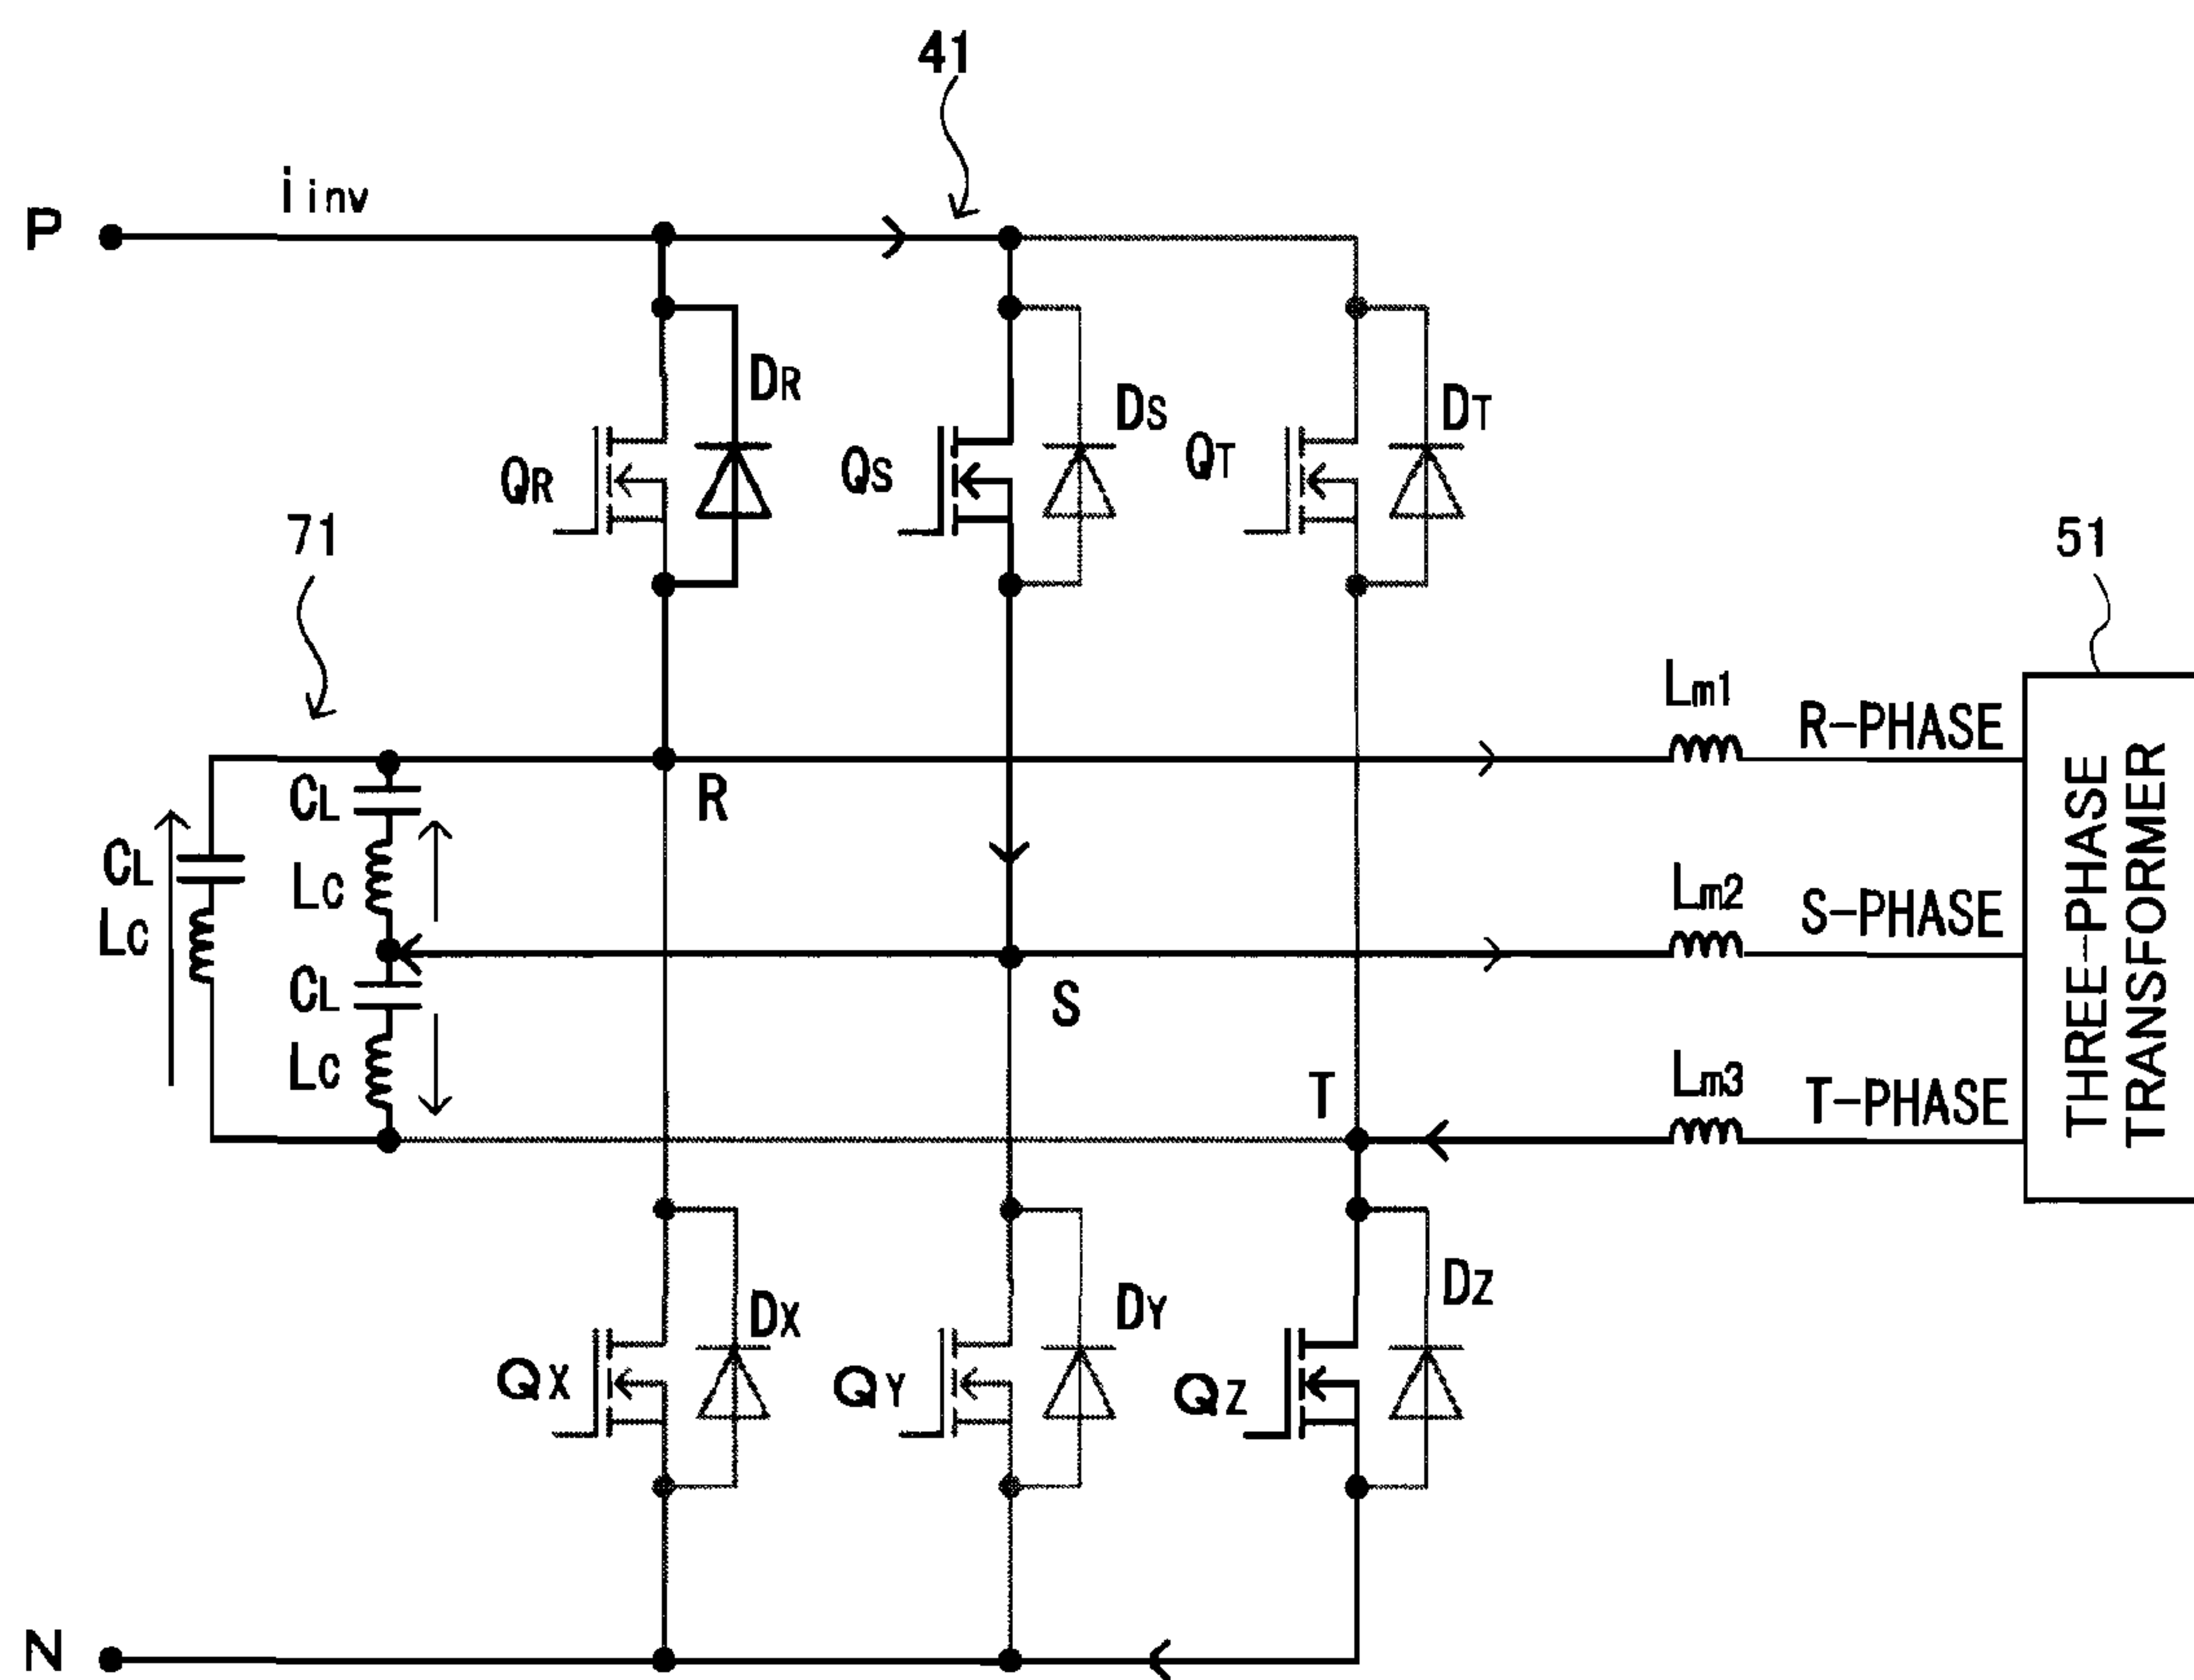 41
P
iinv
DR
DS
DT
QR
QS
QT
71
51
Lm1
R-PHASE
CL
R
CL
LC
LC
Lm2
S-PHASE
CL
S
LC
Lm3
T-PHASE
T
THREE-PHASE
TRANSFORMER
DX
DY
DZ
QX
QY
QZ
N